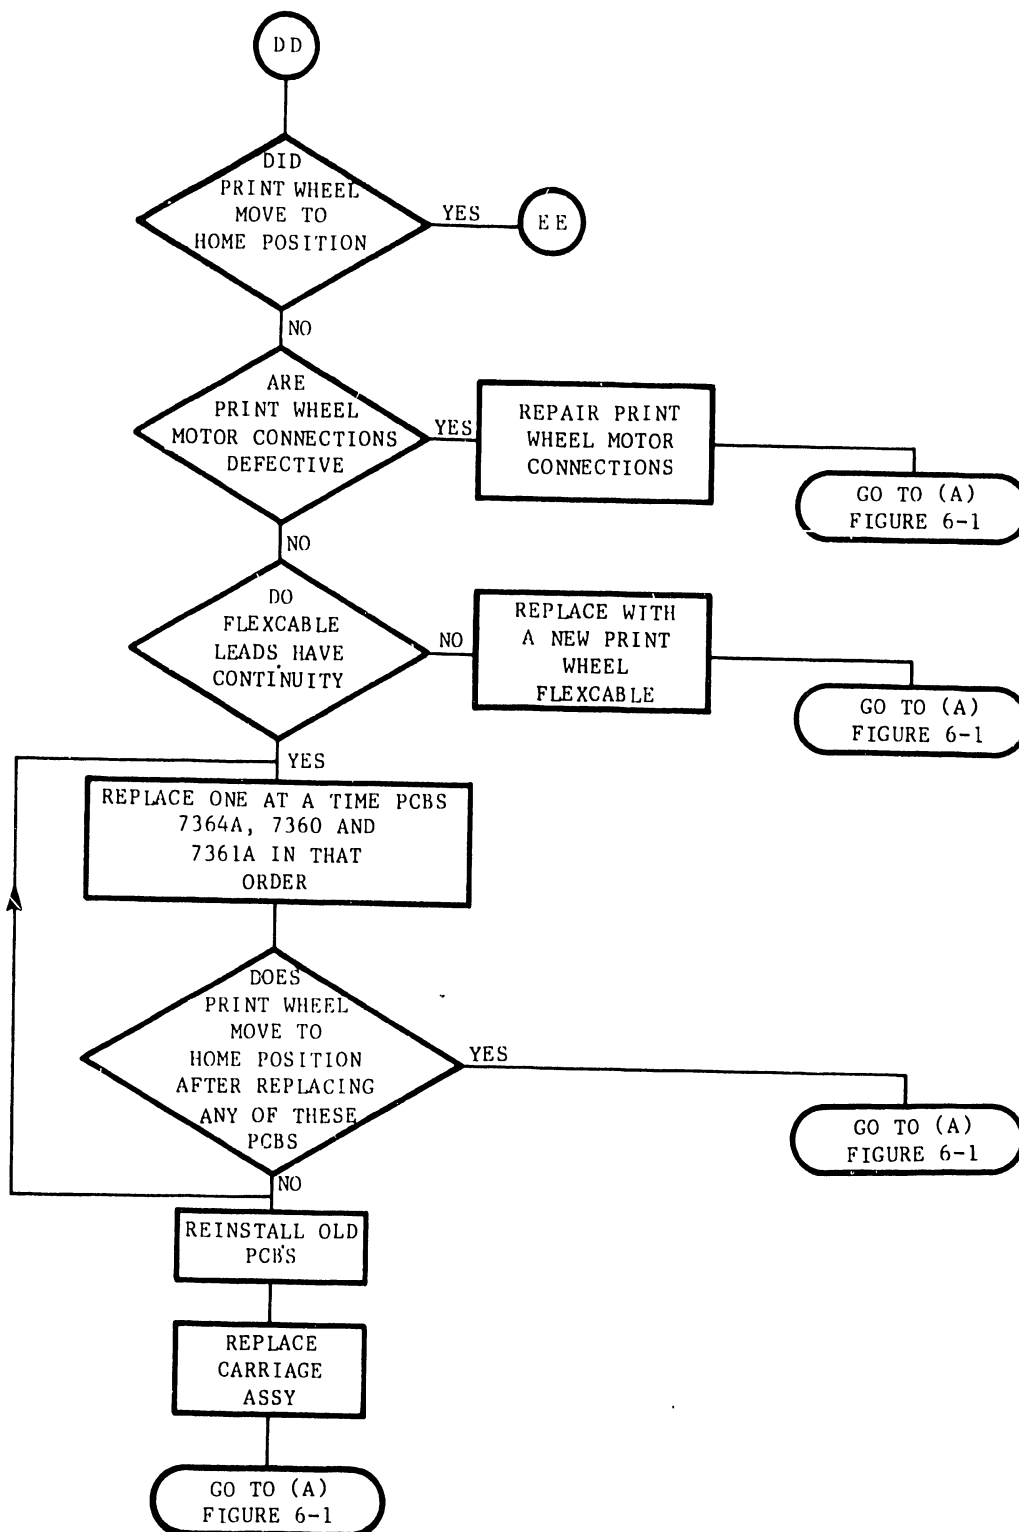 DD
DID
PRINT WHEEL
MOVE TO
HOME POSITION
YES
EE
NO
ARE
PRINT WHEEL
MOTOR CONNECTIONS
DEFECTIVE
YES
REPAIR PRINT
WHEEL MOTOR
CONNECTIONS
GO TO (A)
FIGURE 6-1
NO
DO
FLEXCABLE
LEADS HAVE
CONTINUITY
NO
REPLACE WITH
A NEW PRINT
WHEEL
FLEXCABLE
GO TO (A)
FIGURE 6-1
YES
REPLACE ONE AT A TIME PCBS
7364A, 7360 AND
7361A IN THAT
ORDER
DOES
PRINT WHEEL
MOVE TO
HOME POSITION
AFTER REPLACING
ANY OF THESE
PCBS
YES
GO TO (A)
FIGURE 6-1
NO
REINSTALL OLD
PCB'S
REPLACE
CARRIAGE
ASSY
GO TO (A)
FIGURE 6-1